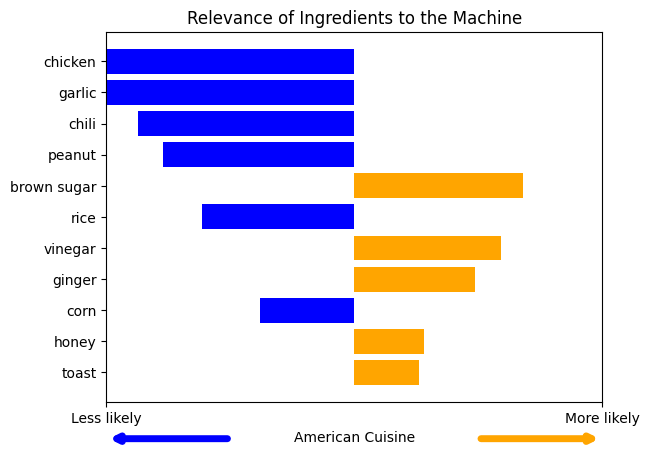 Relevance of Ingredients to the Machine
chicken
garlic
chili
peanut
brown sugar
rice
vinegar
ginger
corn
honey
toast
Less likely
More likely
American Cuisine